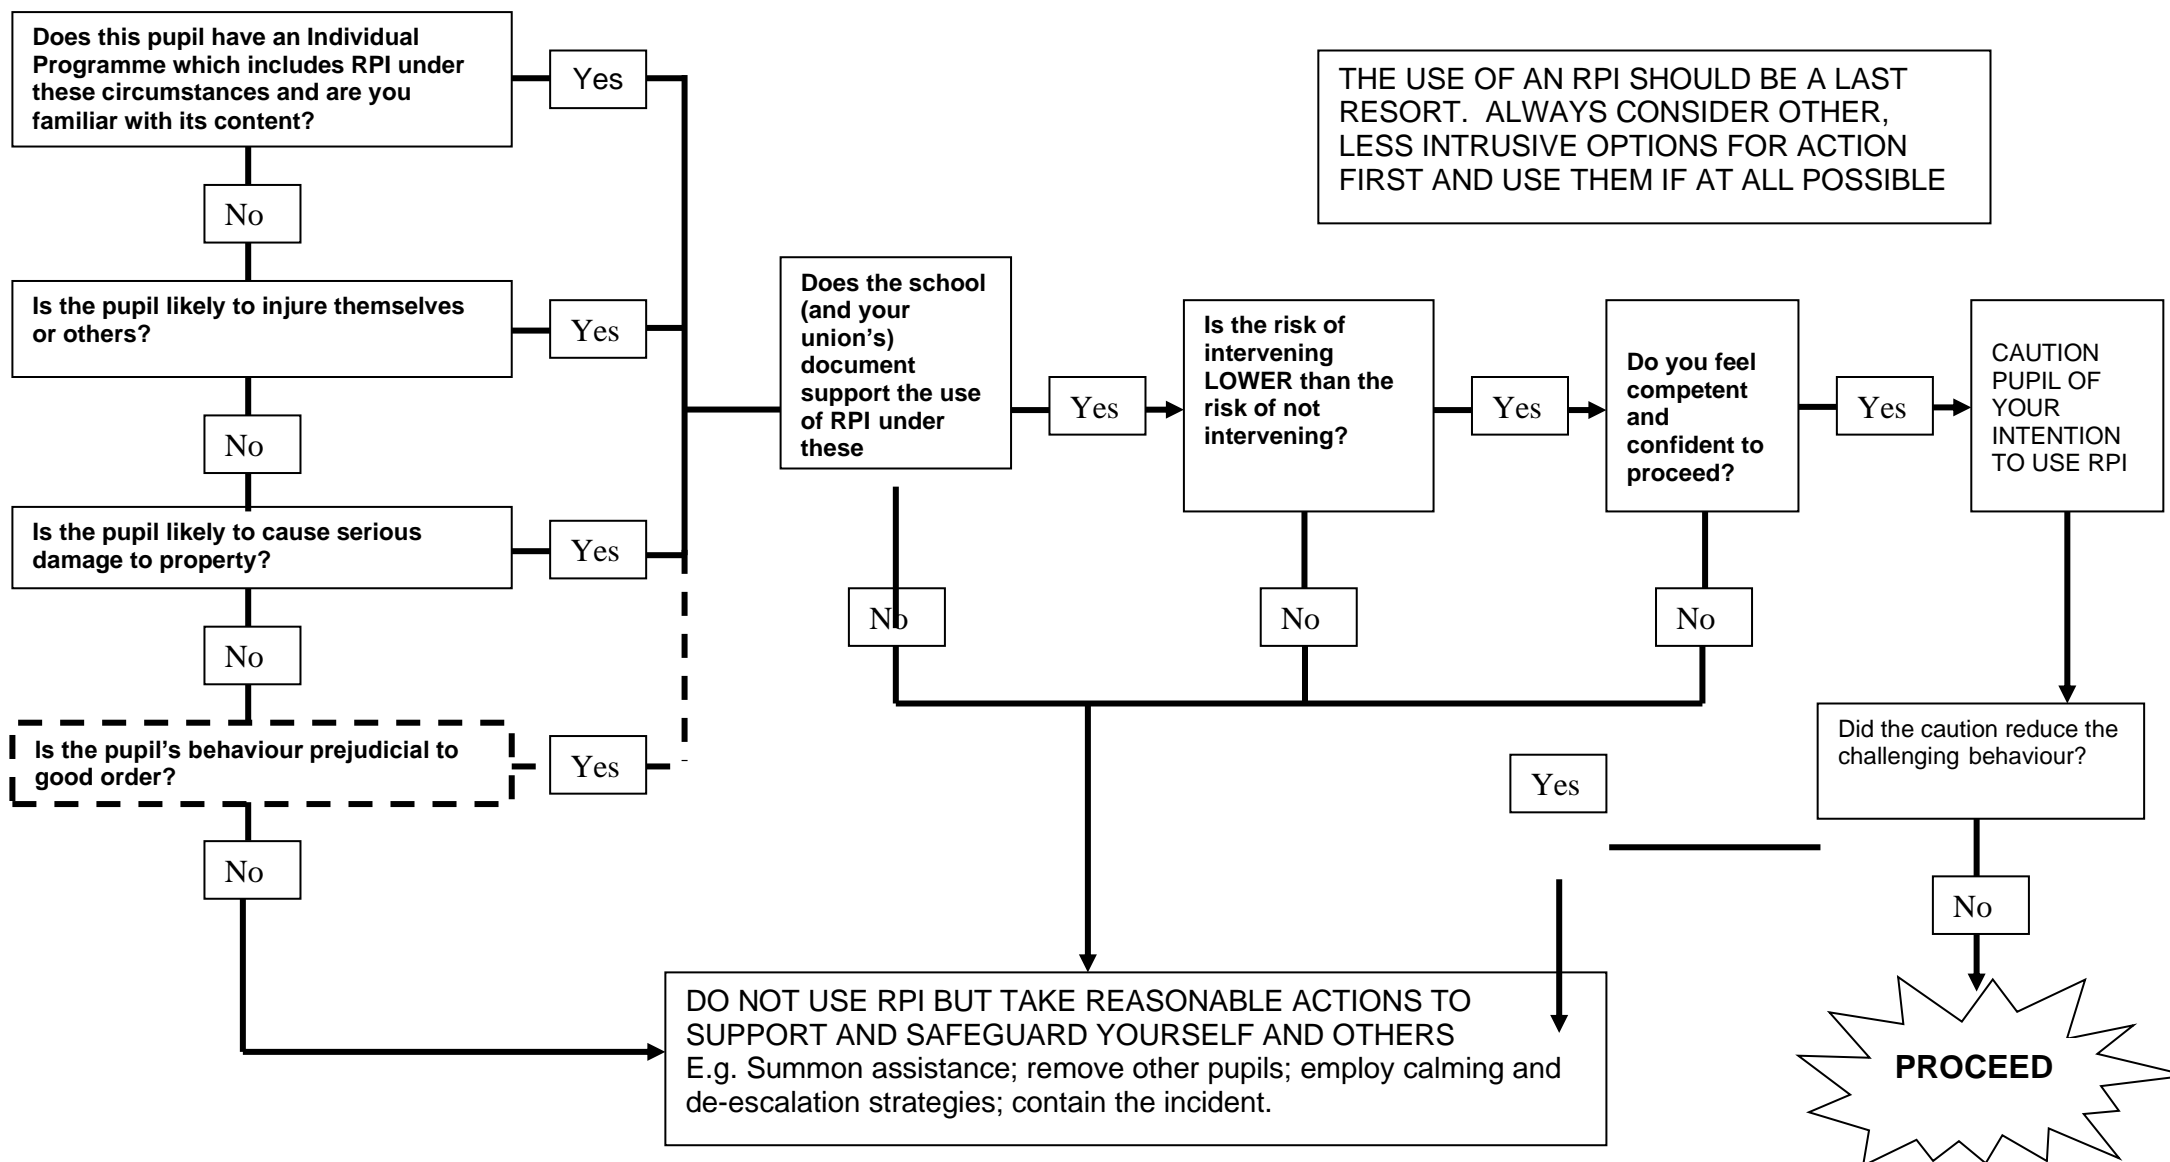 Does this pupil have an Individual
Programme which includes RPI under
these circumstances and are you
familiar with its content?
Yes
THE USE OF AN RPI SHOULD BE A LAST
RESORT. ALWAYS CONSIDER OTHER,
LESS INTRUSIVE OPTIONS FOR ACTION
FIRST AND USE THEM IF AT ALL POSSIBLE
No
Is the pupil likely to injure themselves
or others?
Yes
No
Is the pupil likely to cause serious
damage to property?
Yes
No
Is the pupil's behaviour prejudicial to
good order?
Yes
No
Does the school
(and your
union's)
document
support the use
of RPI under
these
Yes
No
Is the risk of
intervening
LOWER than the
risk of not
intervening?
Yes
No
Do you feel
competent
and
confident to
proceed?
Yes
No
CAUTION
PUPIL OF
YOUR
INTENTION
TO USE RPI
Did the caution reduce the
challenging behaviour?
Yes
No
DO NOT USE RPI BUT TAKE REASONABLE ACTIONS TO
SUPPORT AND SAFEGUARD YOURSELF AND OTHERS
E.g. Summon assistance; remove other pupils; employ calming and
de-escalation strategies; contain the incident.
PROCEED